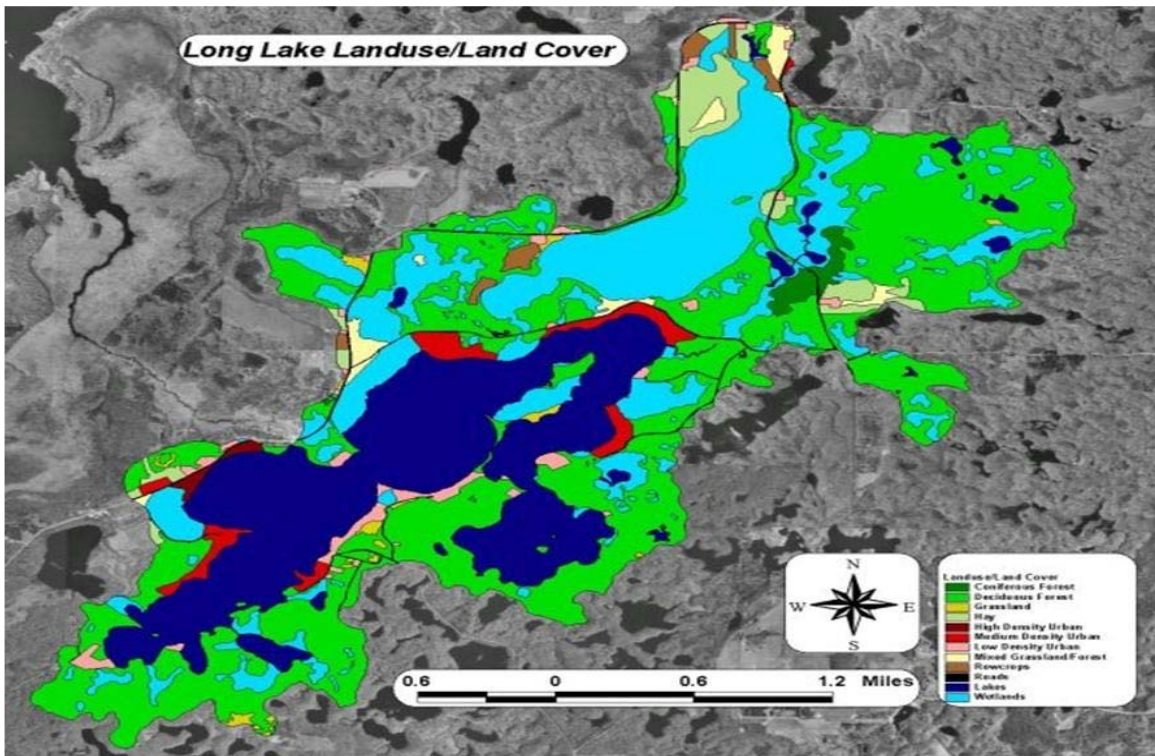 Long Lake Landuse/Land Cover
N
W E
S
Landuse/Land Cover
Coniferous Forest
Deciduous Forest
Grassland
Hay
High Density Urban
Medium Density Urban
Low Density Urban
Mixed Grassland/Forest
Rowcrops
Roads
Lakes
Wetlands
0.6 0 0.6 1.2 Miles